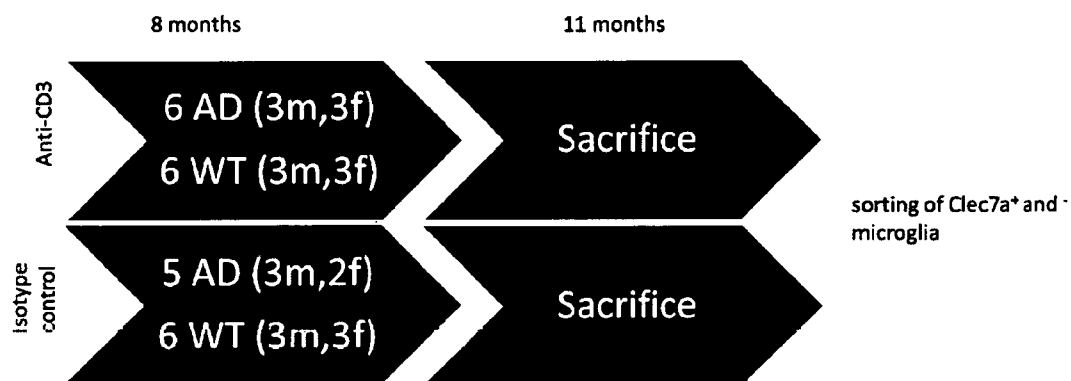 8 months
11 months
Anti-CD3
6 AD (3m,3f)
6 WT (3m,3f)
Sacrifice
Isotype
control
5 AD (3m,2f)
6 WT (3m,3f)
Sacrifice
sorting of Clec7a⁺ and ⁻
microglia